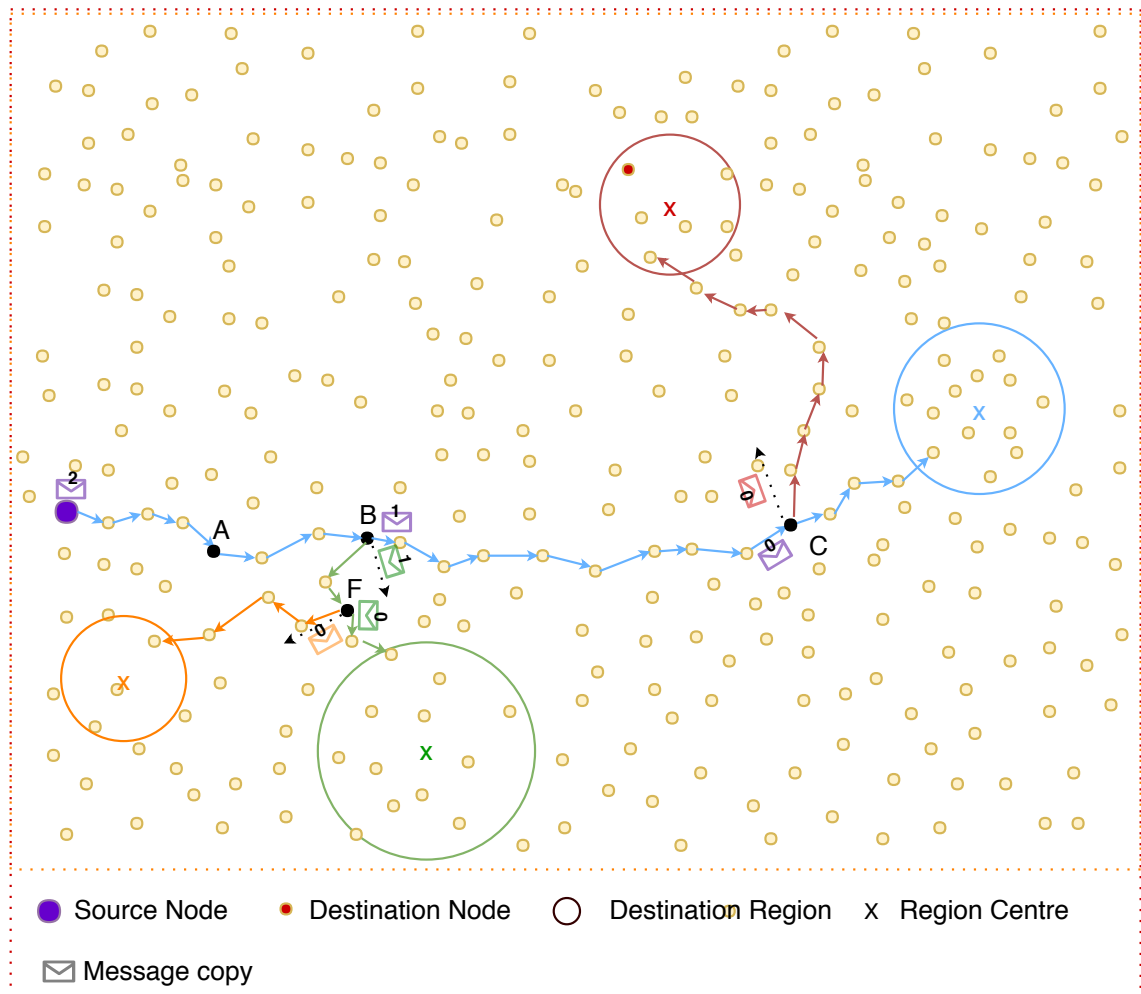 X
X
2
A
B
1
1
0
C
0
F
0
0
X
X
Source Node
Destination Node
Destination Region
X
Region Centre
Message copy